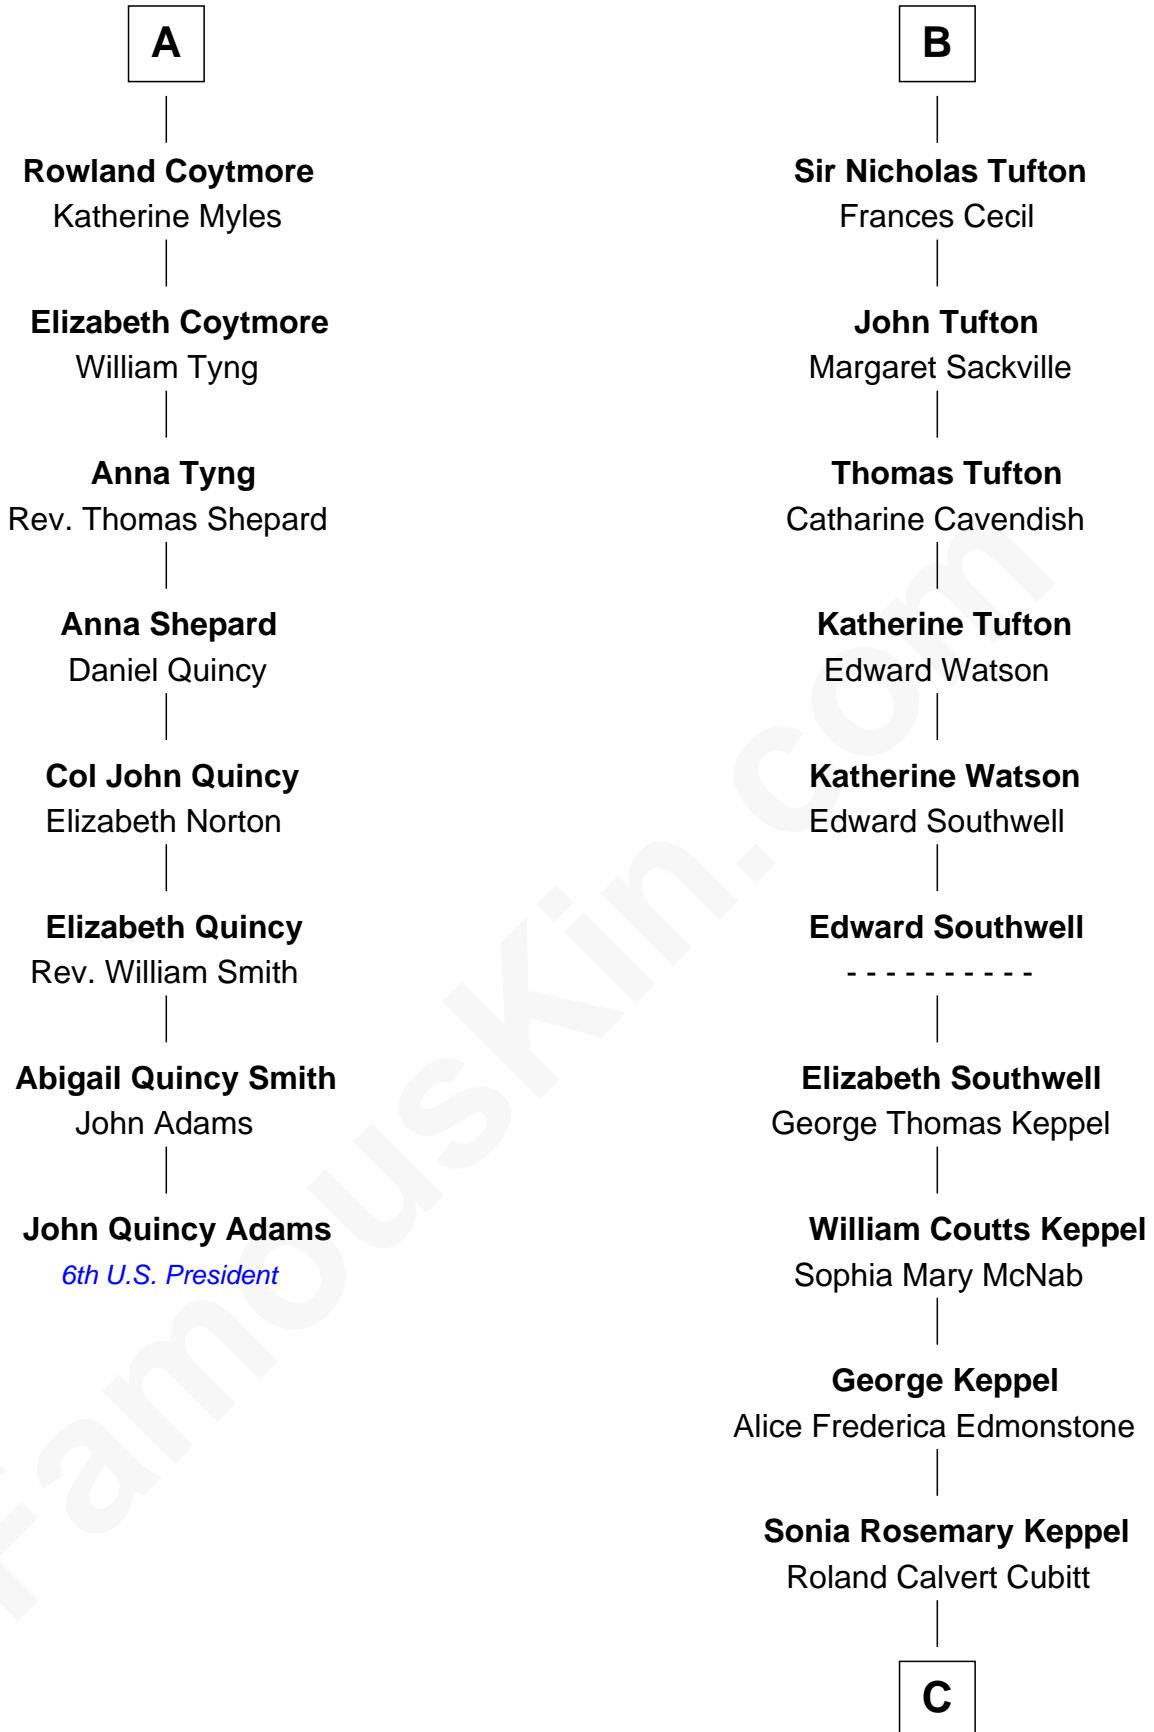 A
Rowland Coytmore
Katherine Myles
Elizabeth Coytmore
William Tyng
Anna Tyng
Rev. Thomas Shepard
Anna Shepard
Daniel Quincy
Col John Quincy
Elizabeth Norton
Elizabeth Quincy
Rev. William Smith
Abigail Quincy Smith
John Adams
John Quincy Adams
6th U.S. President
B
Sir Nicholas Tufton
Frances Cecil
John Tufton
Margaret Sackville
Thomas Tufton
Catharine Cavendish
Katherine Tufton
Edward Watson
Katherine Watson
Edward Southwell
Edward Southwell
- - - - - - - - - -
Elizabeth Southwell
George Thomas Keppel
William Coutts Keppel
Sophia Mary McNab
George Keppel
Alice Frederica Edmonstone
Sonia Rosemary Keppel
Roland Calvert Cubitt
C
FamousKin.com